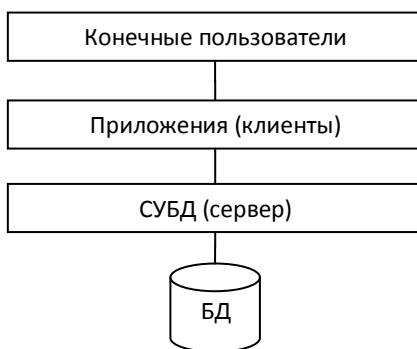 Конечные пользователи
Приложения (клиенты)
СУБД (сервер)
БД